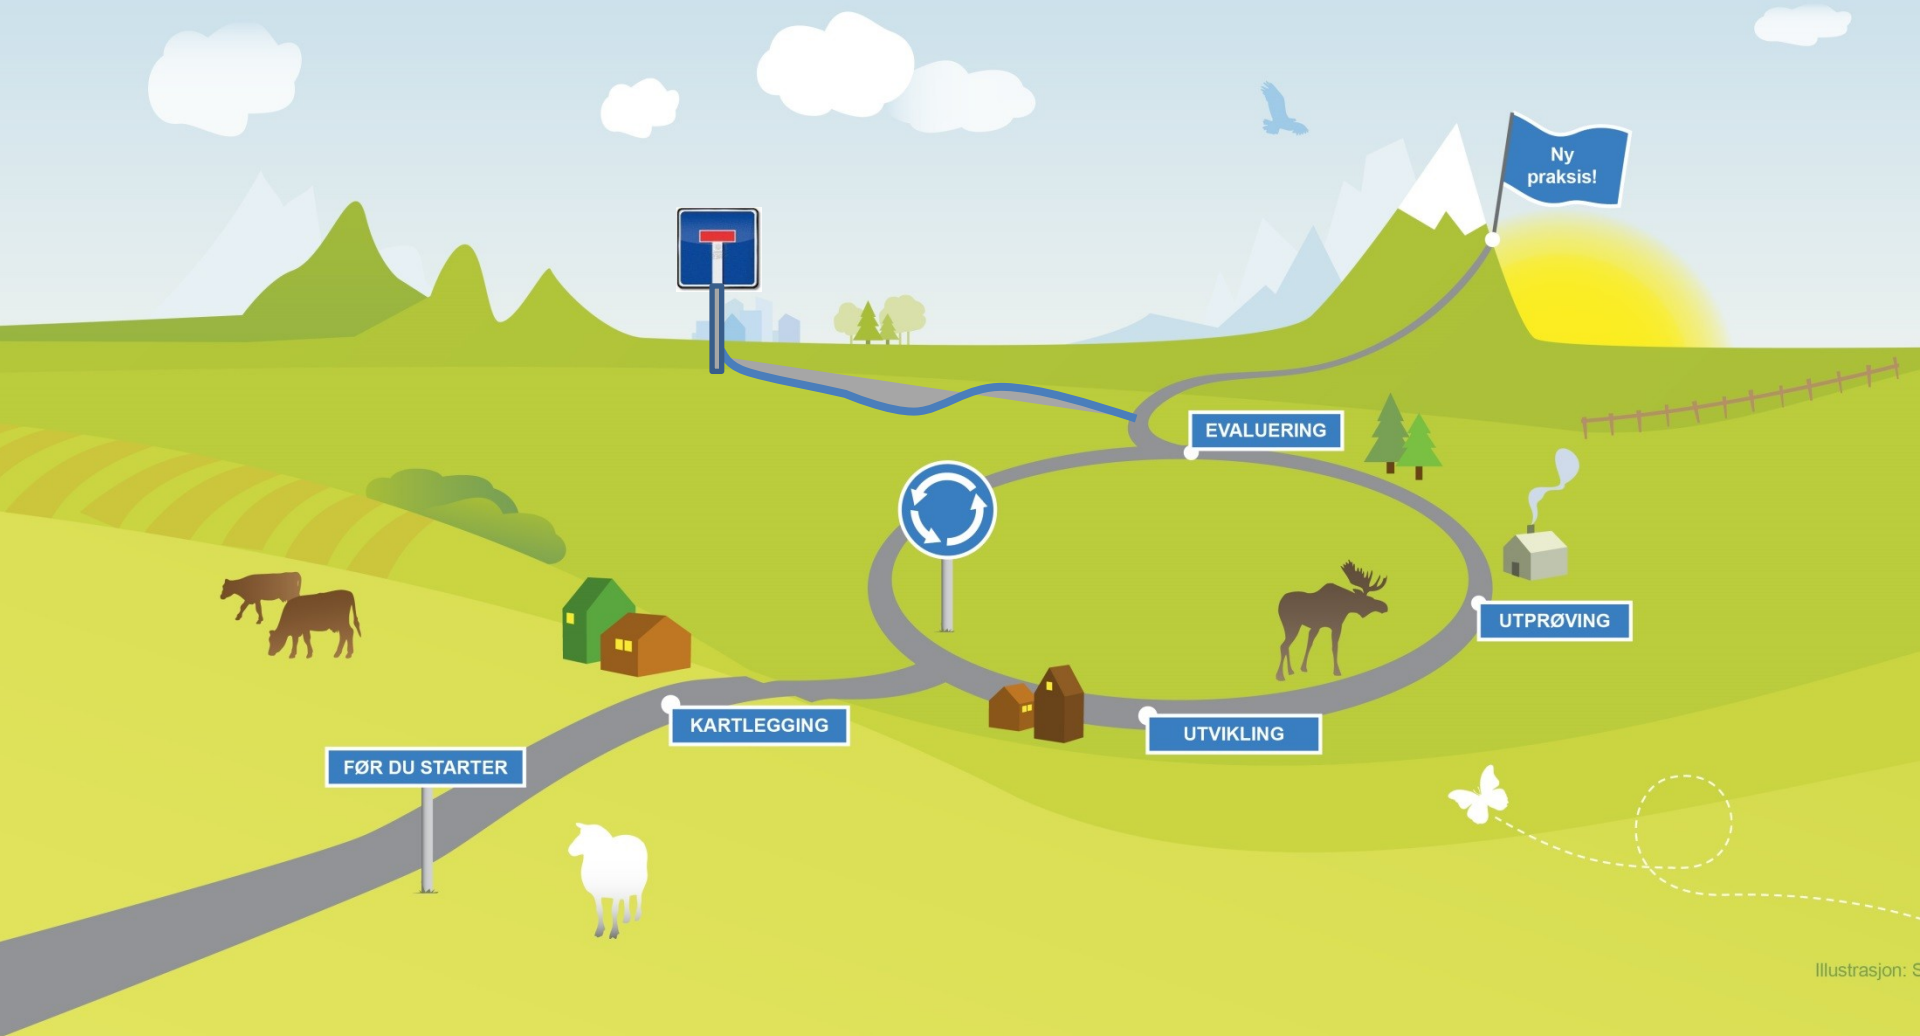 Ny
praksis!
EVALUERING
UTPRØVING
KARTLEGGING
UTVIKLING
FØR DU STARTER
Illustrasjon: